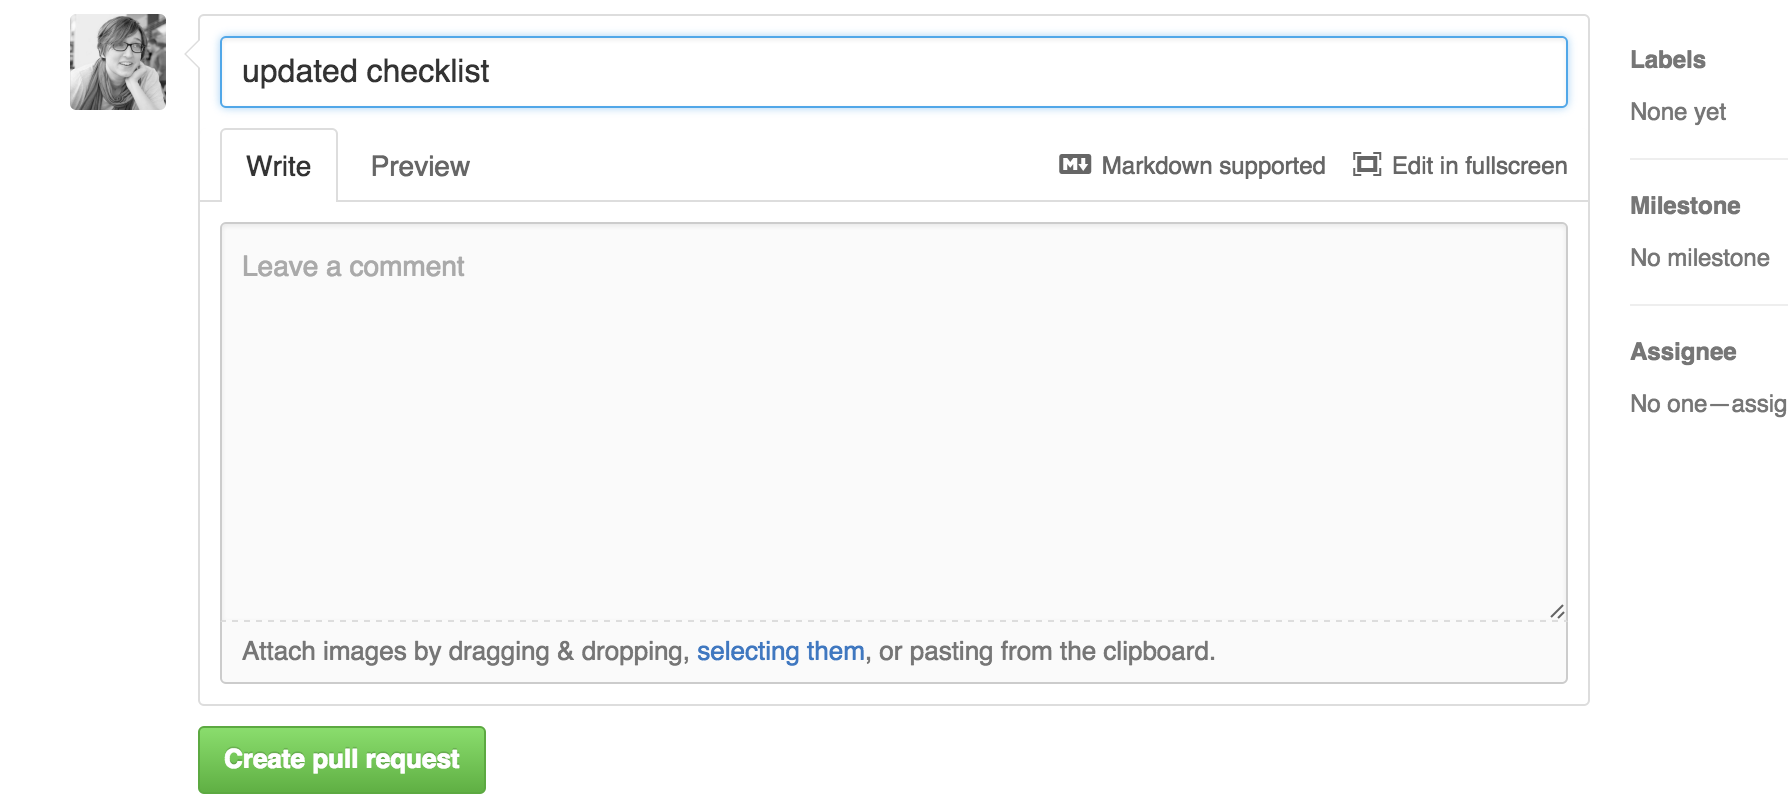 updated checklist
Write
Preview
Markdown supported
Edit in fullscreen
Leave a comment
Attach images by dragging & dropping, selecting them, or pasting from the clipboard.
Create pull request
Labels
None yet
Milestone
No milestone
Assignee
No one—assig